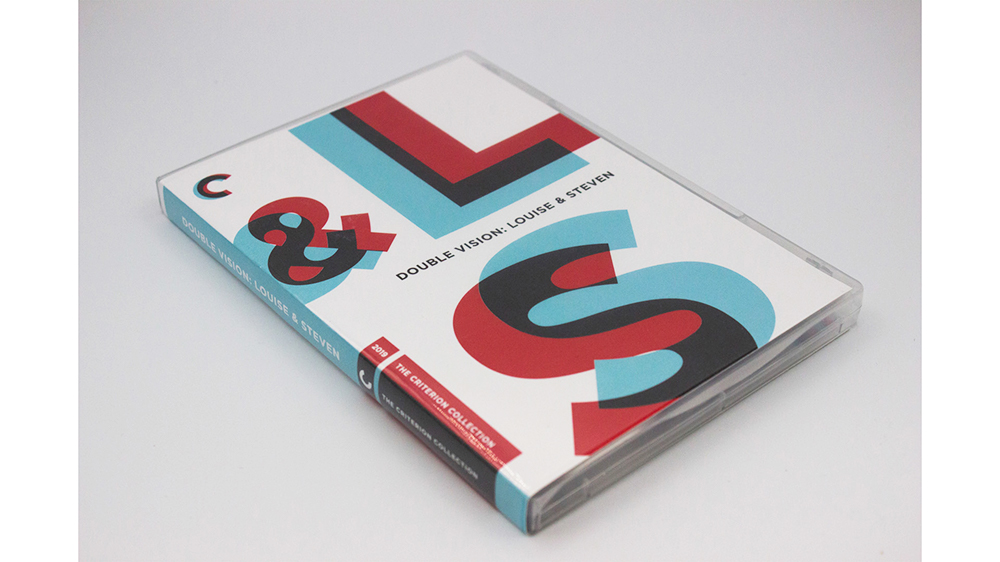 C
L
&
S
DOUBLE VISION: LOUISE & STEVEN
THE CRITERION COLLECTION
DOUBLE VISION: LOUISE & STEVEN
2019
C
THE CRITERION COLLECTION